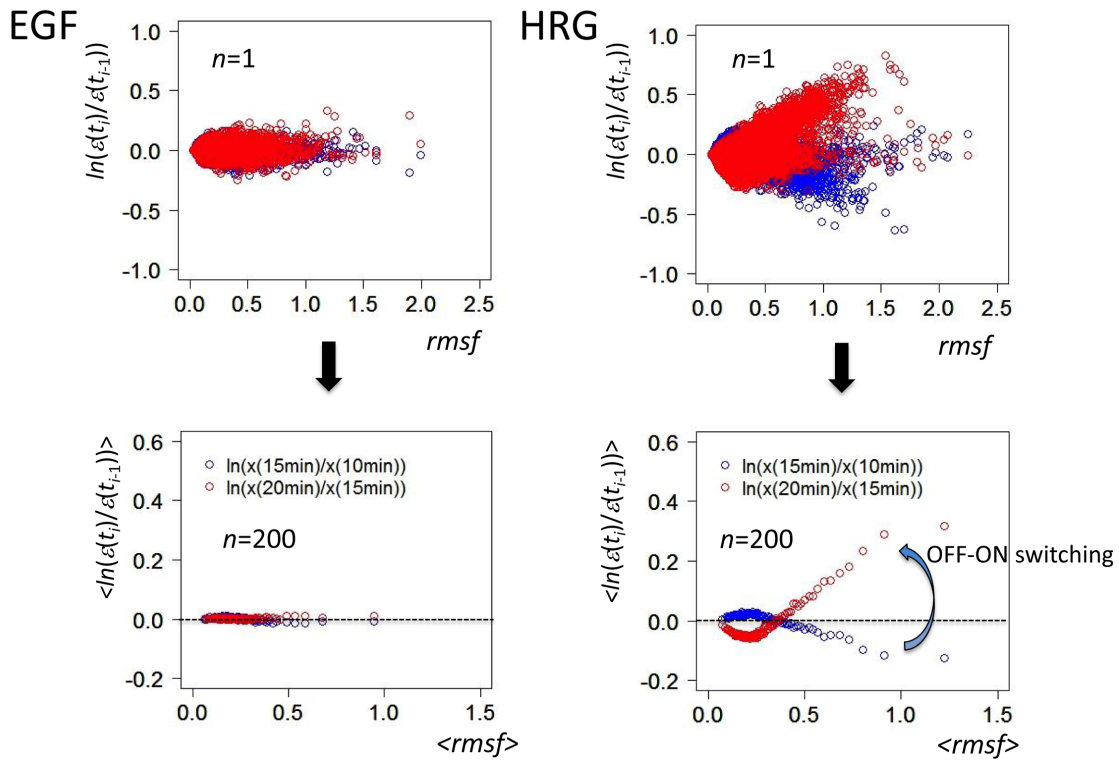 EGF
ln(ε(tᵢ)/ε(tᵢ₋₁))
n=1
1.0
0.5
0.0
-0.5
-1.0
0.0 0.5 1.0 1.5 2.0 2.5
rmsf
HRG
ln(ε(tᵢ)/ε(tᵢ₋₁))
n=1
1.0
0.5
0.0
-0.5
-1.0
0.0 0.5 1.0 1.5 2.0 2.5
rmsf
<ln(ε(tᵢ)/ε(tᵢ₋₁))>
0.6
0.4
0.2
0.0
-0.2
ln(x(15min)/x(10min))
ln(x(20min)/x(15min))
n=200
0.0 0.5 1.0 1.5
<rmsf>
<ln(ε(tᵢ)/ε(tᵢ₋₁))>
0.6
0.4
0.2
0.0
-0.2
ln(x(15min)/x(10min))
ln(x(20min)/x(15min))
n=200
OFF-ON switching
0.0 0.5 1.0 1.5
<rmsf>